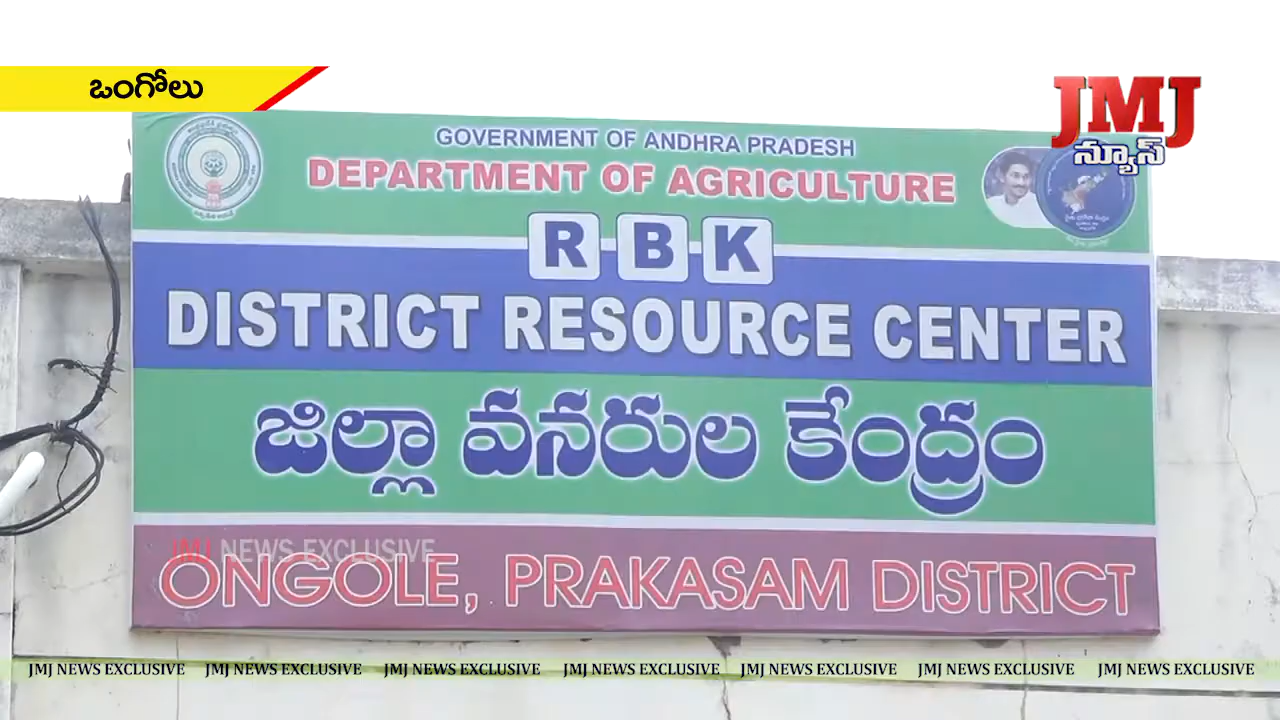 ఒంగోలు
JMJ
న్యూస్
GOVERNMENT OF ANDHRA PRADESH
DEPARTMENT OF AGRICULTURE
RBK
DISTRICT RESOURCE CENTER
జిల్లా వనరుల కేంద్రం
JMJ NEWS EXCLUSIVE
ONGOLE, PRAKASAM DISTRICT
JMJ NEWS EXCLUSIVE JMJ NEWS EXCLUSIVE JMJ NEWS EXCLUSIVE JMJ NEWS EXCLUSIVE JMJ NEWS EXCLUSIVE JMJ NEWS EXCLUSIVE JMJ NEWS EXCLUSIVE